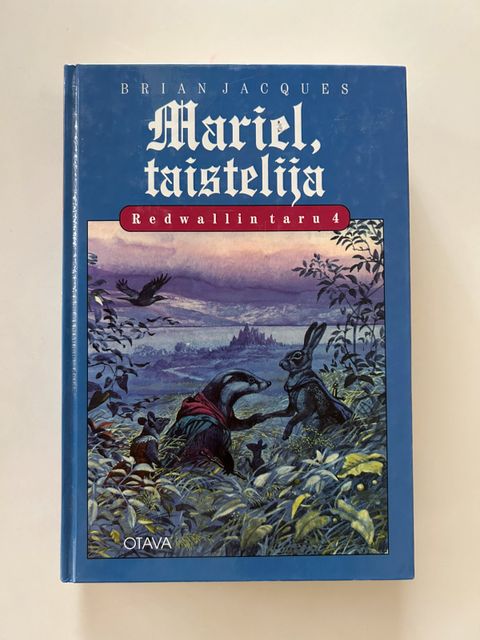 BRIAN JACQUES
Mariel,
taistelija
Redwallin taru 4
OTAVA